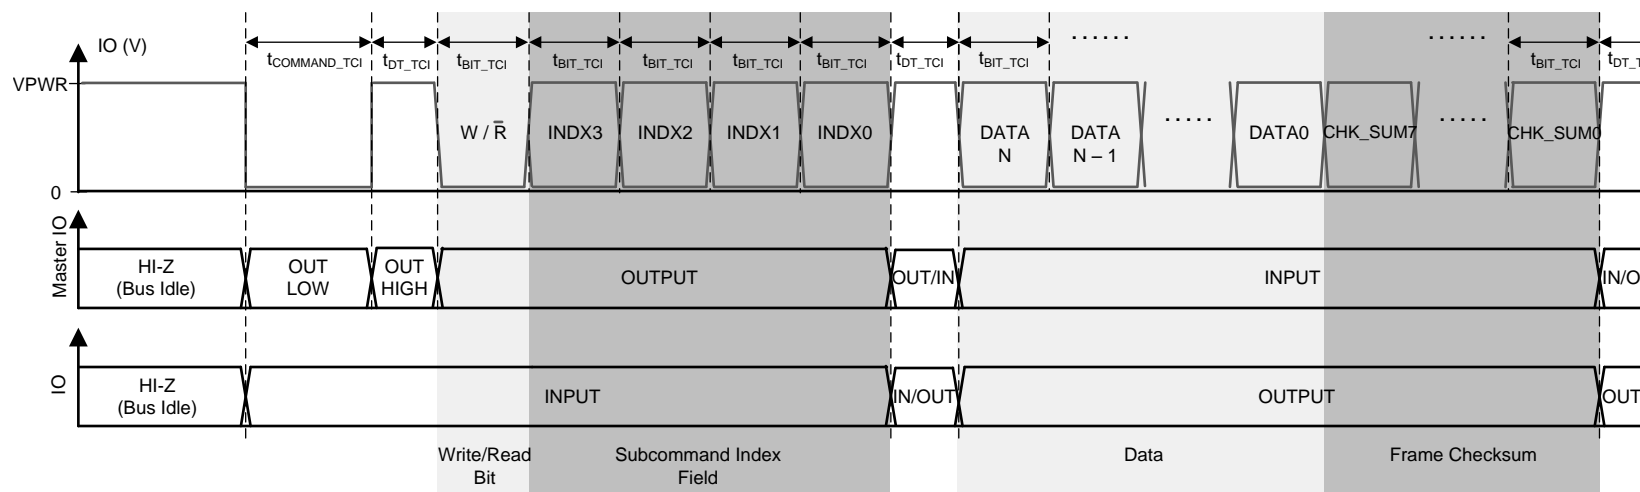 IO (V)
VPWR
0
tCOMMAND_TCI
tDT_TCI
tBIT_TCI
tBIT_TCI
tBIT_TCI
tBIT_TCI
tBIT_TCI
tDT_TCI
tBIT_TCI
......
......
tBIT_TCI
tDT_T
W / R̅
INDX3
INDX2
INDX1
INDX0
DATA
N
DATA
N – 1
.....
DATA0
CHK_SUM7
.....
CHK_SUM0
Master IO
HI-Z
(Bus Idle)
OUT
LOW
OUT
HIGH
OUTPUT
OUT/IN
INPUT
IN/O
IO
HI-Z
(Bus Idle)
INPUT
IN/OUT
OUTPUT
OUT
Write/Read
Bit
Subcommand Index
Field
Data
Frame Checksum